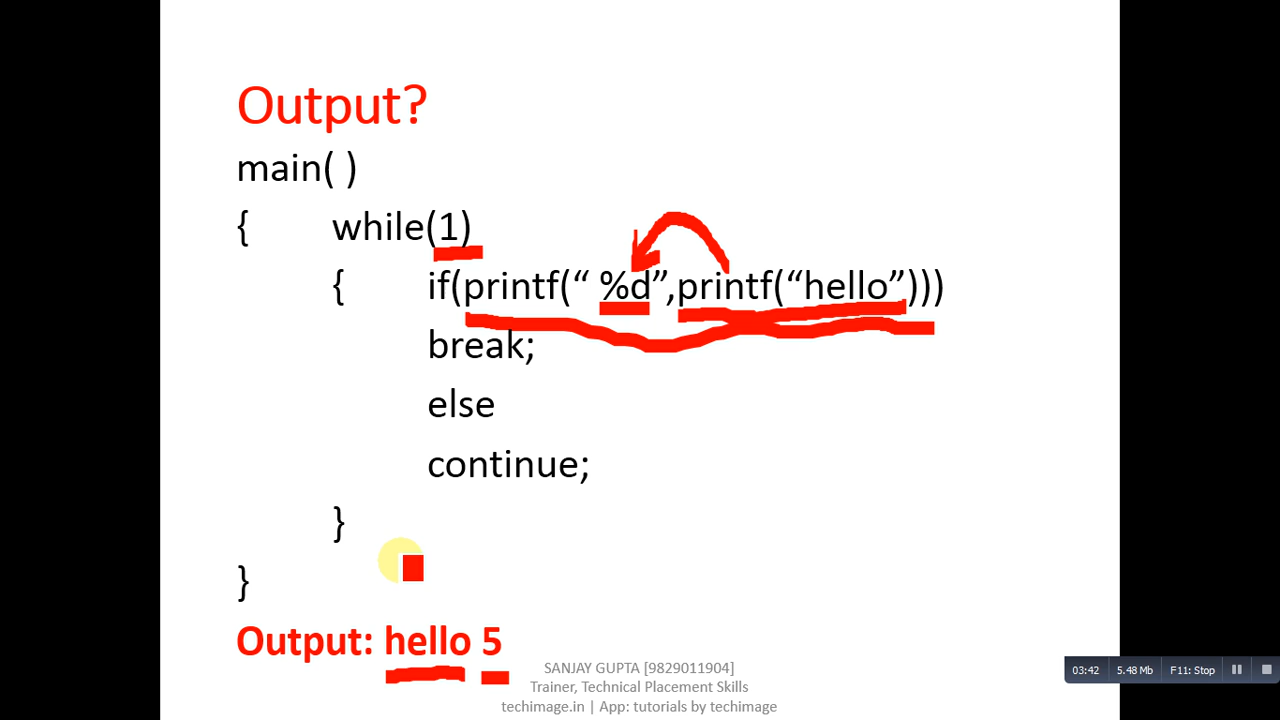 Output?
main( )
{ while(1)
{ if(printf(“ %d”,printf(“hello”)))
break;
else
continue;
}
}
Output: hello 5
SANJAY GUPTA [9829011904]
Trainer, Technical Placement Skills
techimage.in | App: tutorials by techimage
03:42 5.48 Mb F11: Stop